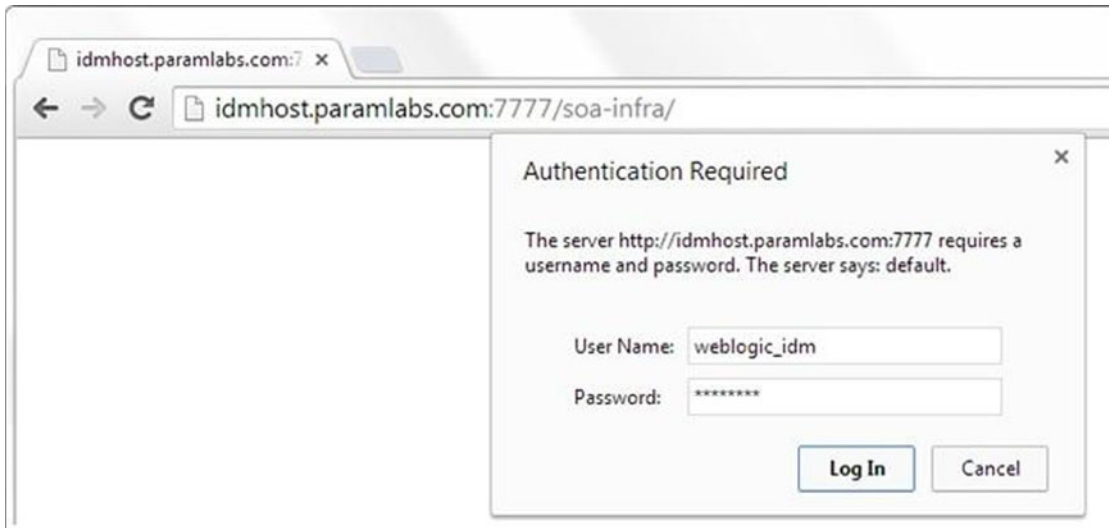 idmhost.paramlabs.com:7
idmhost.paramlabs.com:7777/soa-infra/
Authentication Required
The server http://idmhost.paramlabs.com:7777 requires a
username and password. The server says: default.
User Name: weblogic_idm
Password: ********
Log In Cancel